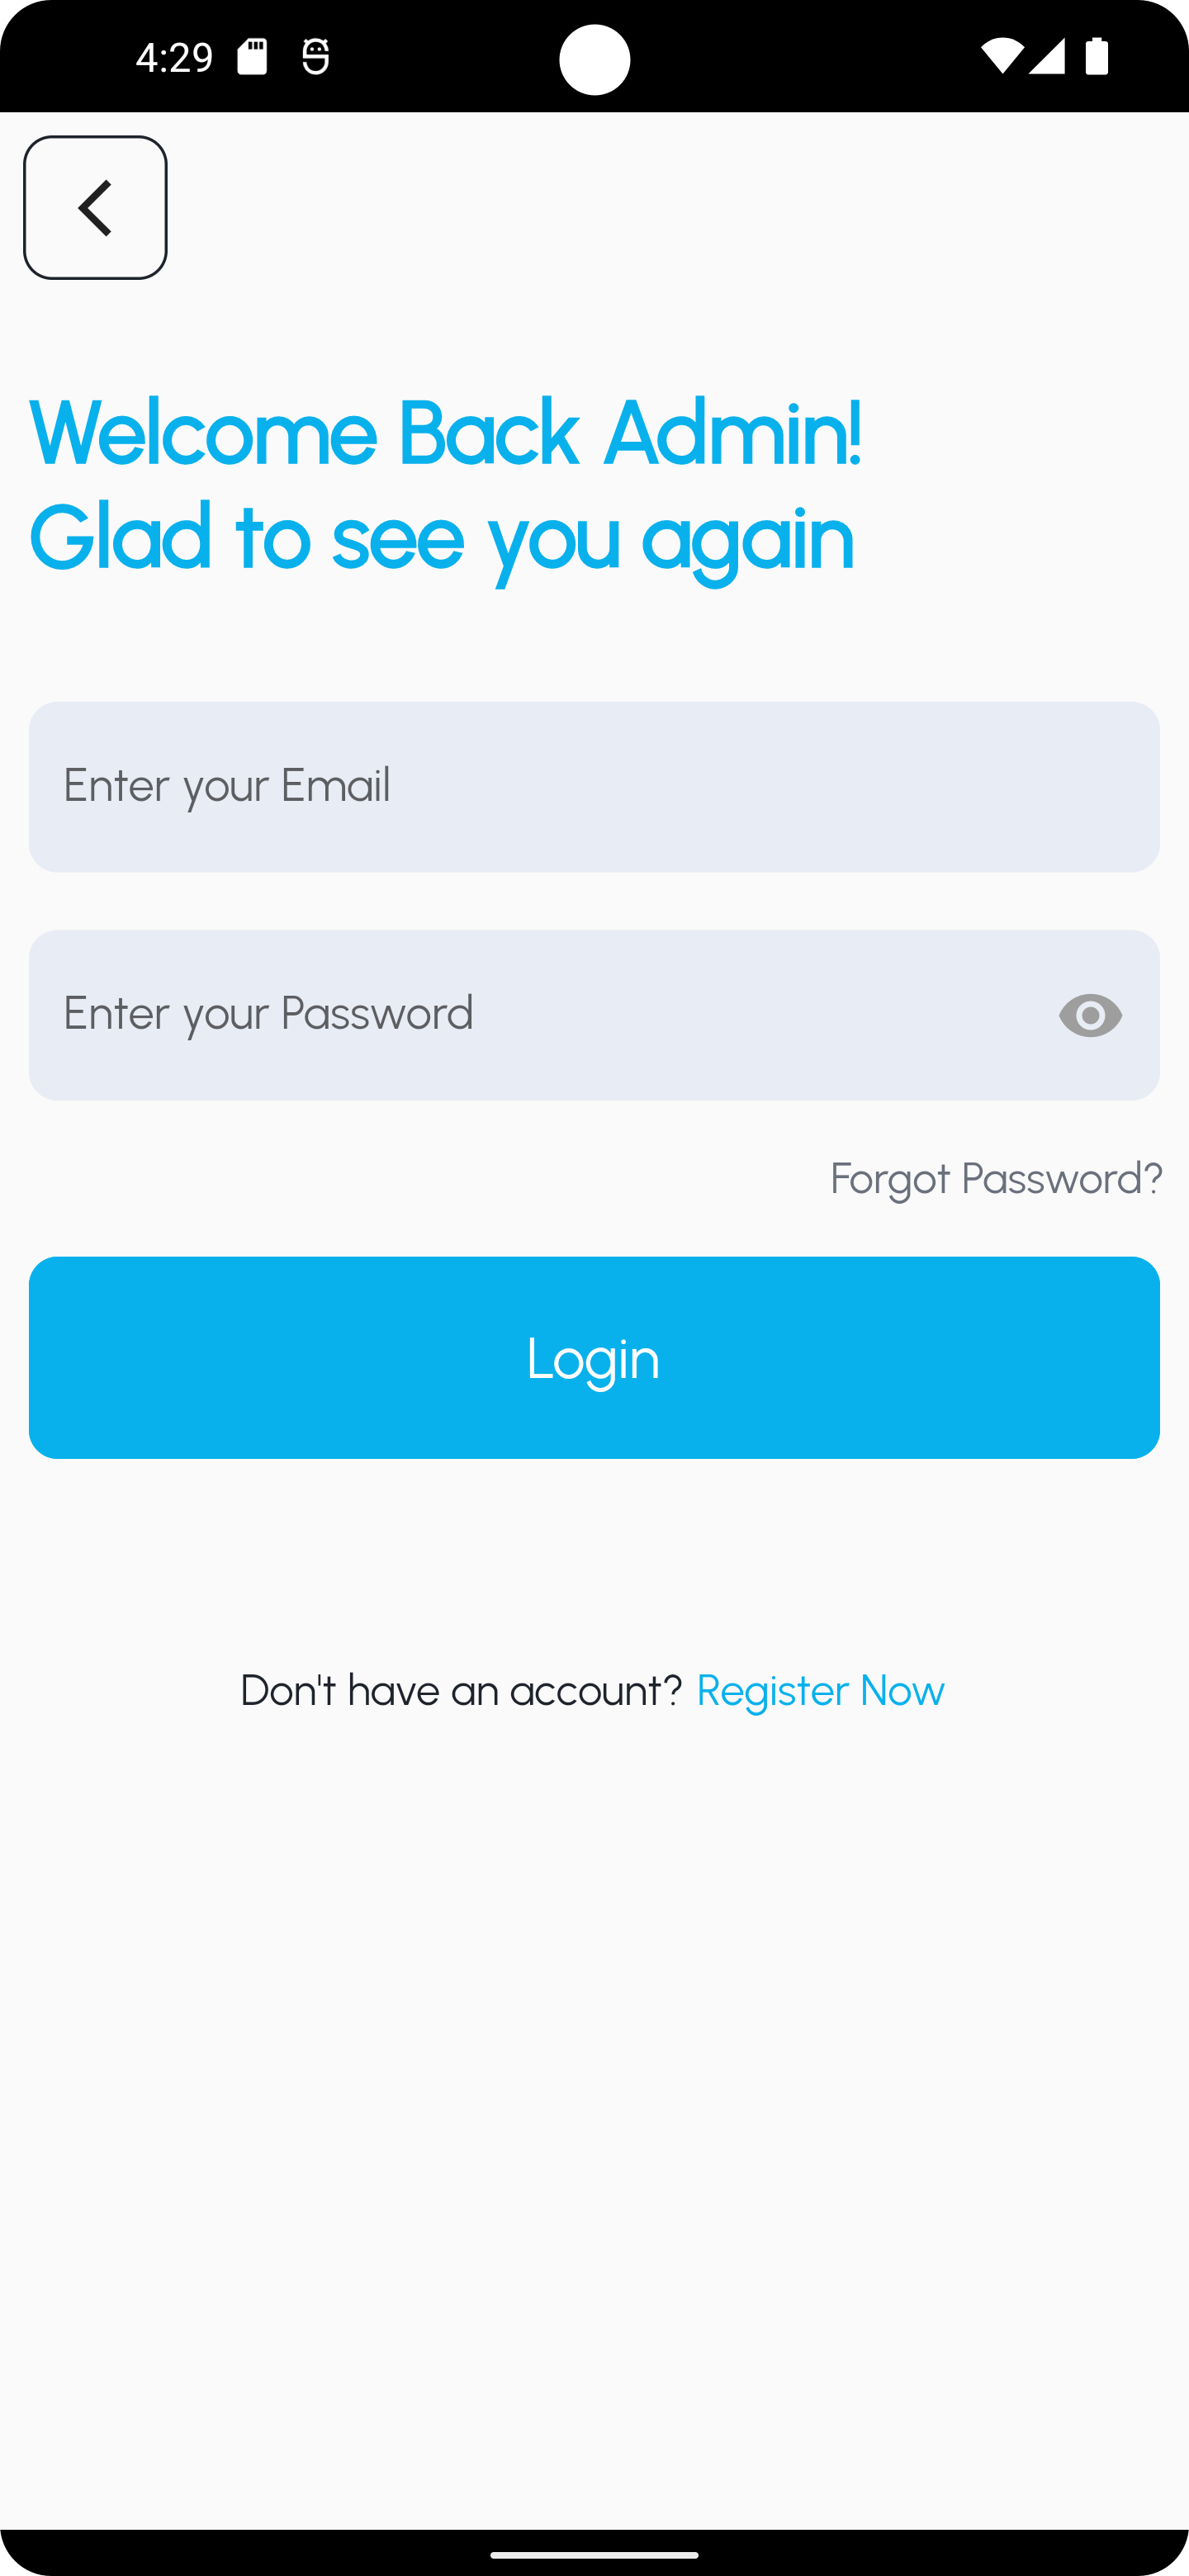 4:29
Welcome Back Admin!
Glad to see you again
Enter your Email
Enter your Password
Forgot Password?
Login
Don't have an account? Register Now